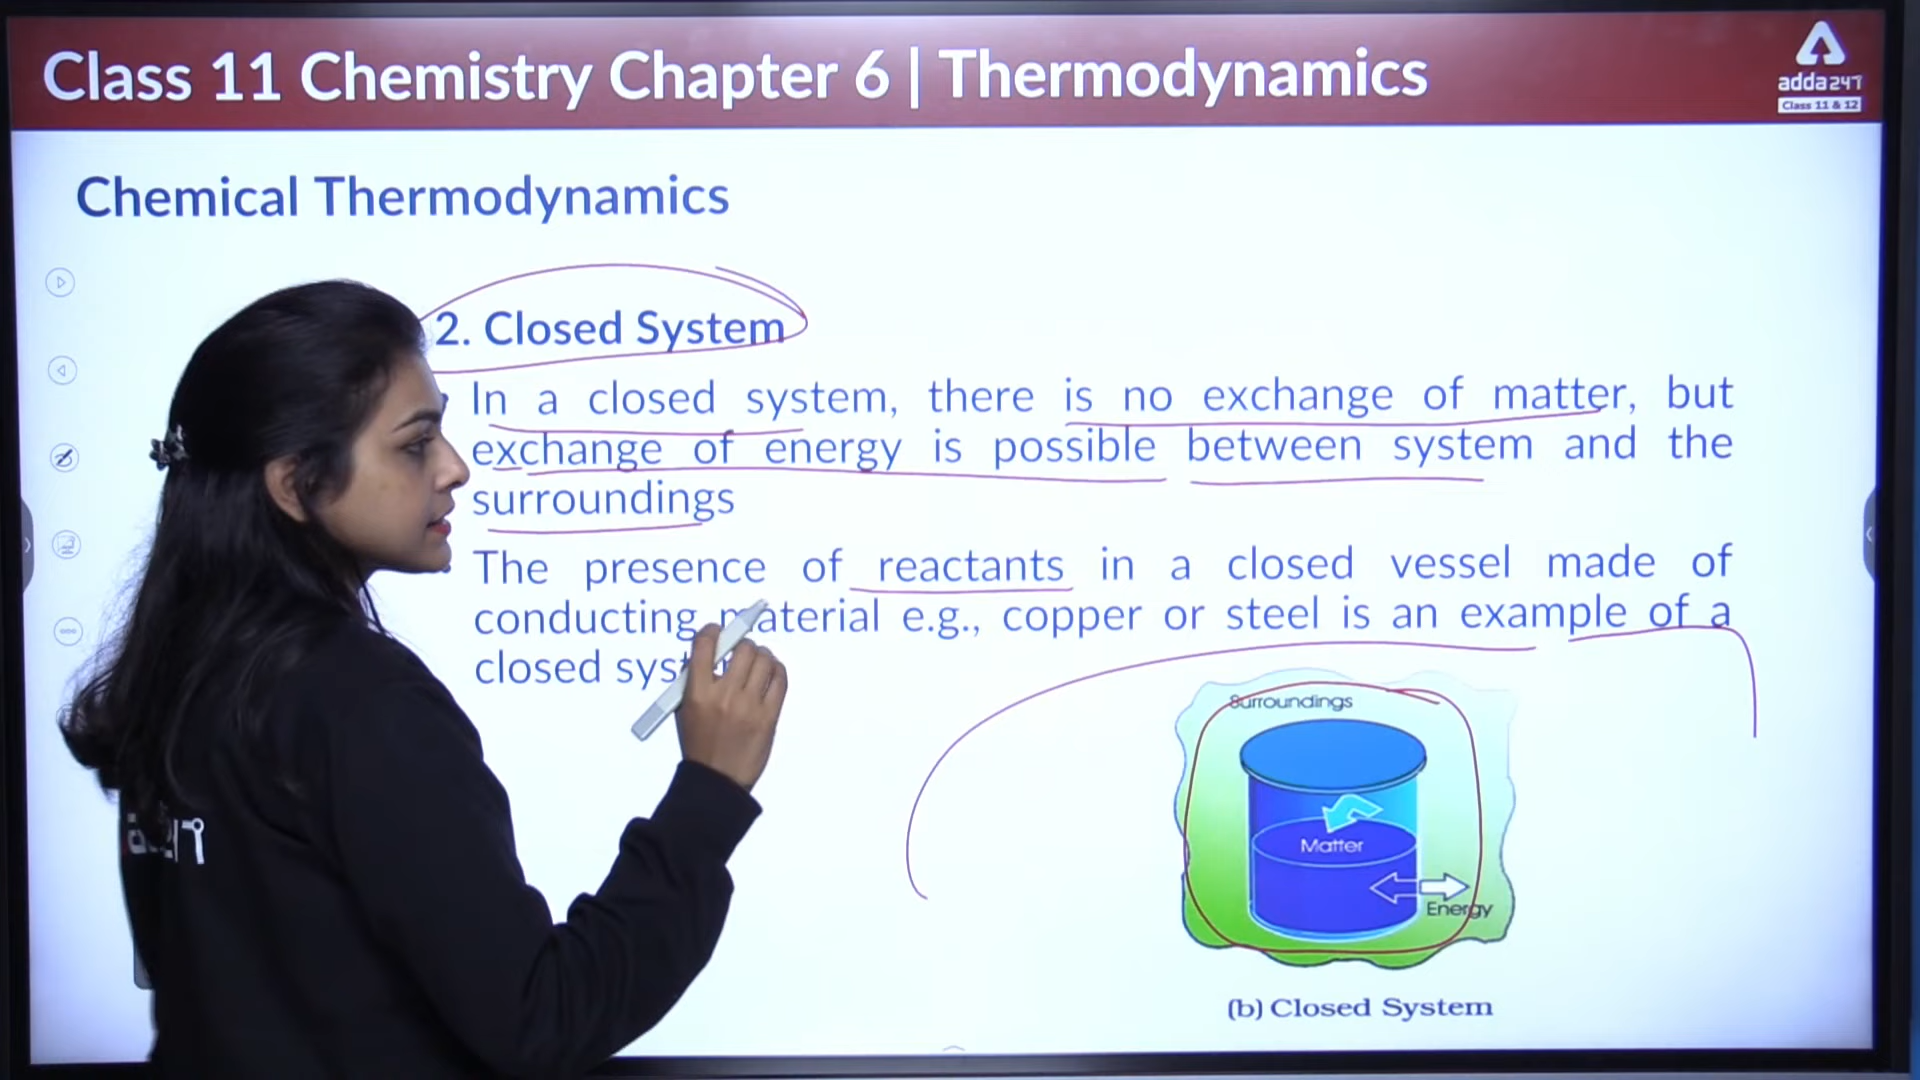 Class 11 Chemistry Chapter 6 | Thermodynamics
adda247
Class 11 & 12
Chemical Thermodynamics
2. Closed System
In a closed system, there is no exchange of matter, but
exchange of energy is possible between system and the
surroundings
The presence of reactants in a closed vessel made of
conducting material e.g., copper or steel is an example of a
closed
Surroundings
Matter
Energy
(b) Closed System